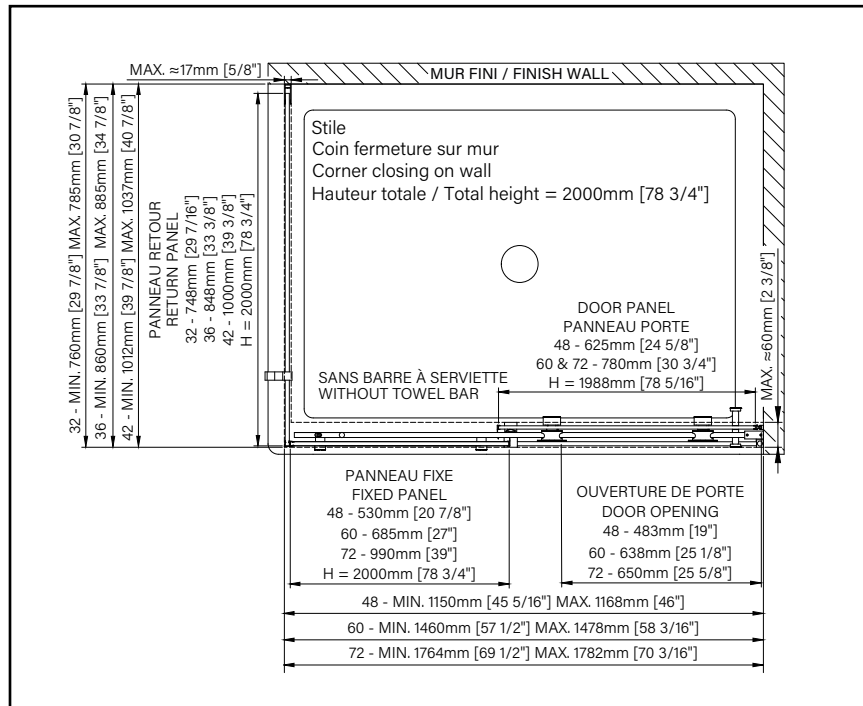 MAX. ≈17mm [5/8"]
MUR FINI / FINISH WALL
Stile
Coin fermeture sur mur
Corner closing on wall
Hauteur totale / Total height = 2000mm [78 3/4"]
32 - MIN. 760mm [29 7/8"] MAX. 785mm [30 7/8"]
36 - MIN. 860mm [33 7/8"] MAX. 885mm [34 7/8"]
42 - MIN. 1012mm [39 7/8"] MAX. 1037mm [40 7/8"]
PANNEAU RETOUR
RETURN PANEL
32 - 748mm [29 7/16"]
36 - 848mm [33 3/8"]
42 - 1000mm [39 3/8"]
H = 2000mm [78 3/4"]
MAX. ≈60mm [2 3/8"]
DOOR PANEL
PANNEAU PORTE
48 - 625mm [24 5/8"]
60 & 72 - 780mm [30 3/4"]
H = 1988mm [78 5/16"]
SANS BARRE À SERVIETTE
WITHOUT TOWEL BAR
PANNEAU FIXE
FIXED PANEL
48 - 530mm [20 7/8"]
60 - 685mm [27"]
72 - 990mm [39"]
H = 2000mm [78 3/4"]
OUVERTURE DE PORTE
DOOR OPENING
48 - 483mm [19"]
60 - 638mm [25 1/8"]
72 - 650mm [25 5/8"]
48 - MIN. 1150mm [45 5/16"] MAX. 1168mm [46"]
60 - MIN. 1460mm [57 1/2"] MAX. 1478mm [58 3/16"]
72 - MIN. 1764mm [69 1/2"] MAX. 1782mm [70 3/16"]